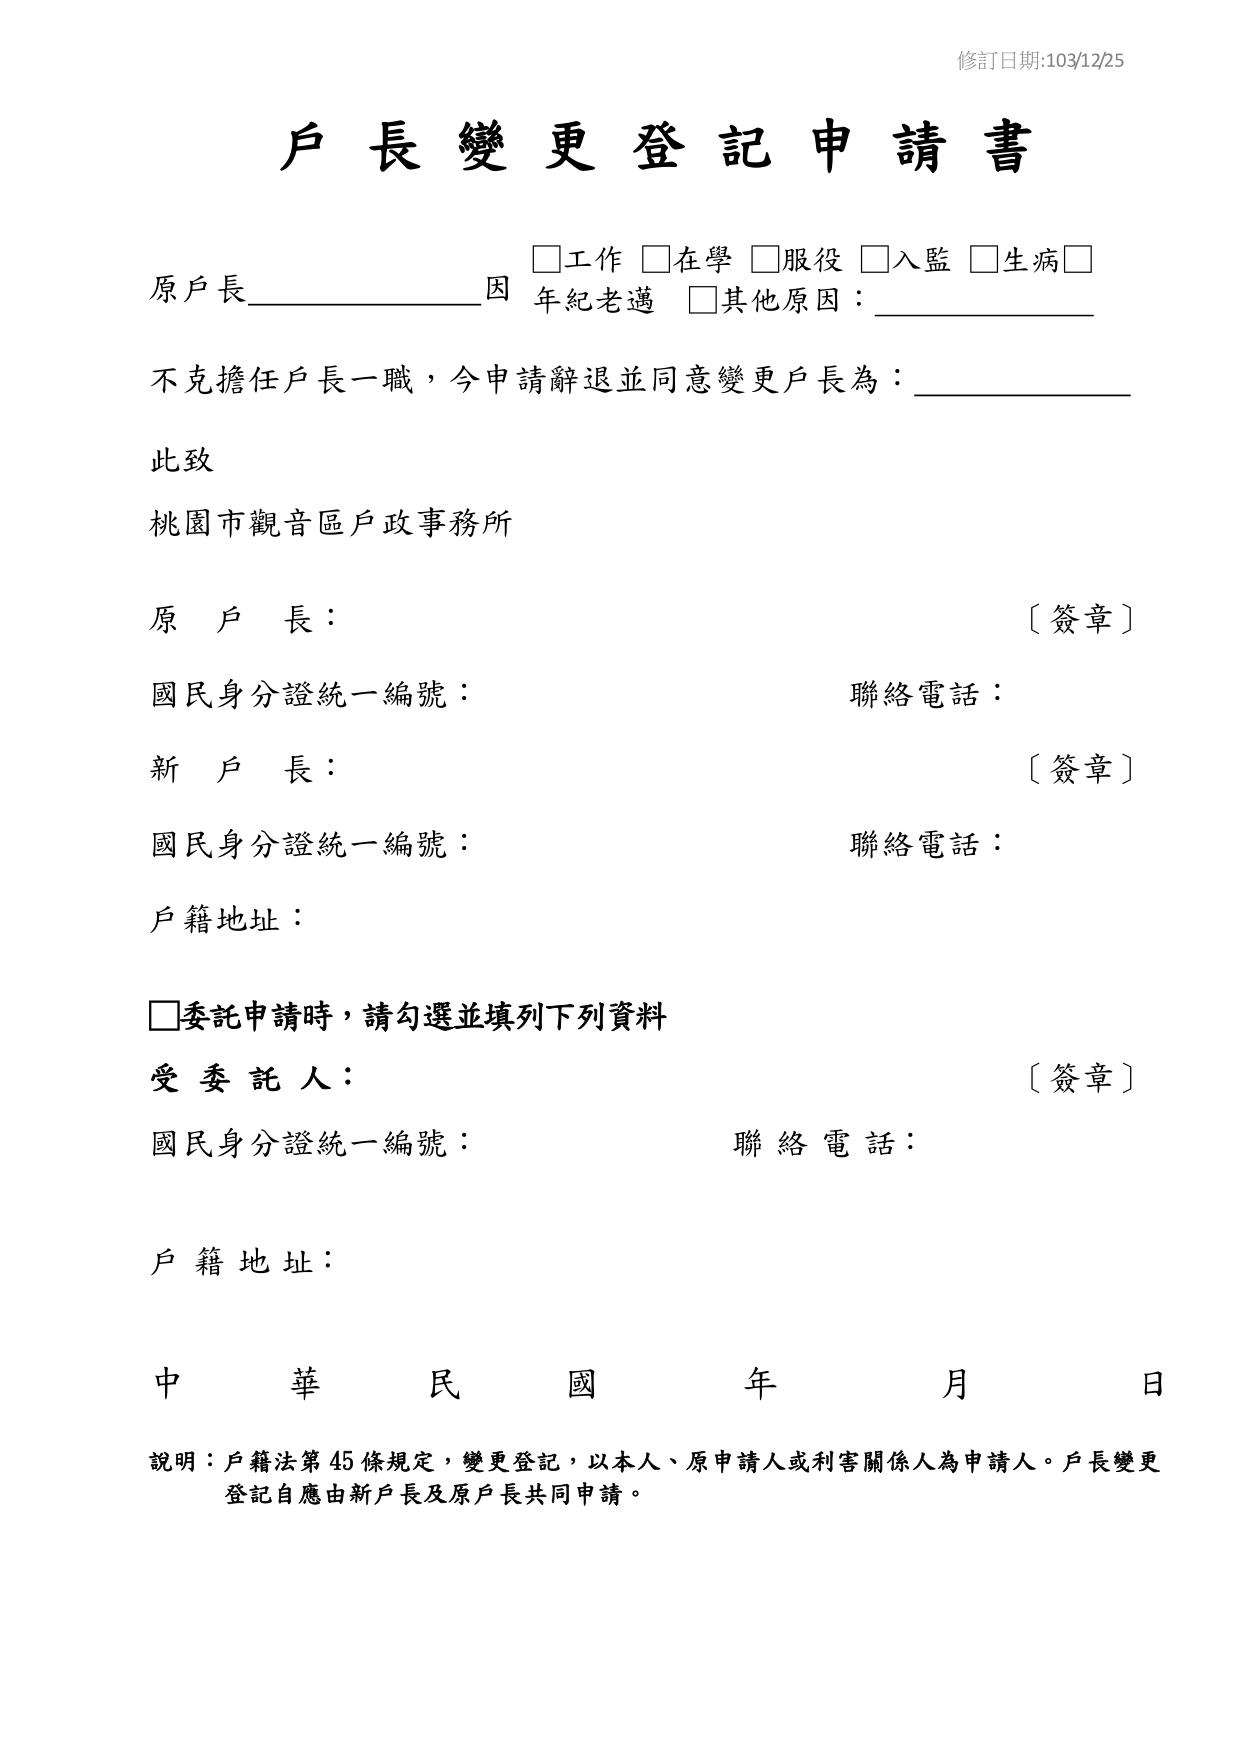 修訂日期:103/12/25
戶長變更登記申請書
原戶長__________因 □工作 □在學 □服役 □入監 □生病□
年紀老邁 □其他原因：__________
不克擔任戶長一職，今申請辭退並同意變更戶長為：__________
此致
桃園市觀音區戶政事務所
原戶長： 〔簽章〕
國民身分證統一編號： 聯絡電話：
新戶長： 〔簽章〕
國民身分證統一編號： 聯絡電話：
戶籍地址：
□委託申請時，請勾選並填列下列資料
受委託人： 〔簽章〕
國民身分證統一編號： 聯絡電話：
戶籍地址：
中華民國 年 月 日
說明：戶籍法第 45 條規定，變更登記，以本人、原申請人或利害關係人為申請人。戶長變更
登記自應由新戶長及原戶長共同申請。